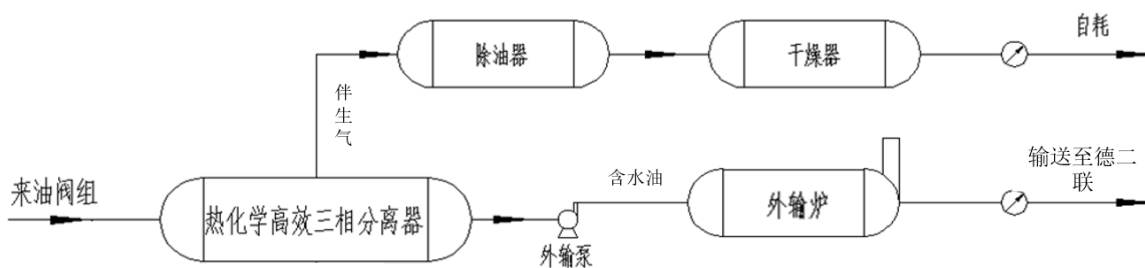 自耗
除油器
干燥器
伴
生
气
输送至德二
联
含水油
来油阀组
热化学高效三相分离器
外输炉
外输泵